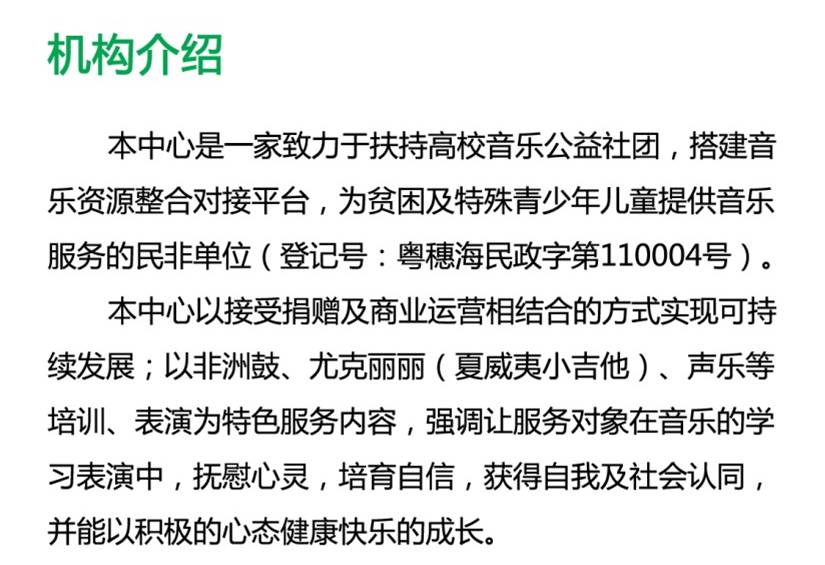 机构介绍
本中心是一家致力于扶持高校音乐公益社团，搭建音
乐资源整合对接平台，为贫困及特殊青少年儿童提供音乐
服务的民非单位（登记号：粤穗海民政字第110004号）。
本中心以接受捐赠及商业运营相结合的方式实现可持
续发展；以非洲鼓、尤克丽丽（夏威夷小吉他）、声乐等
培训、表演为特色服务内容，强调让服务对象在音乐的学
习表演中，抚慰心灵，培育自信，获得自我及社会认同，
并能以积极的心态健康快乐的成长。